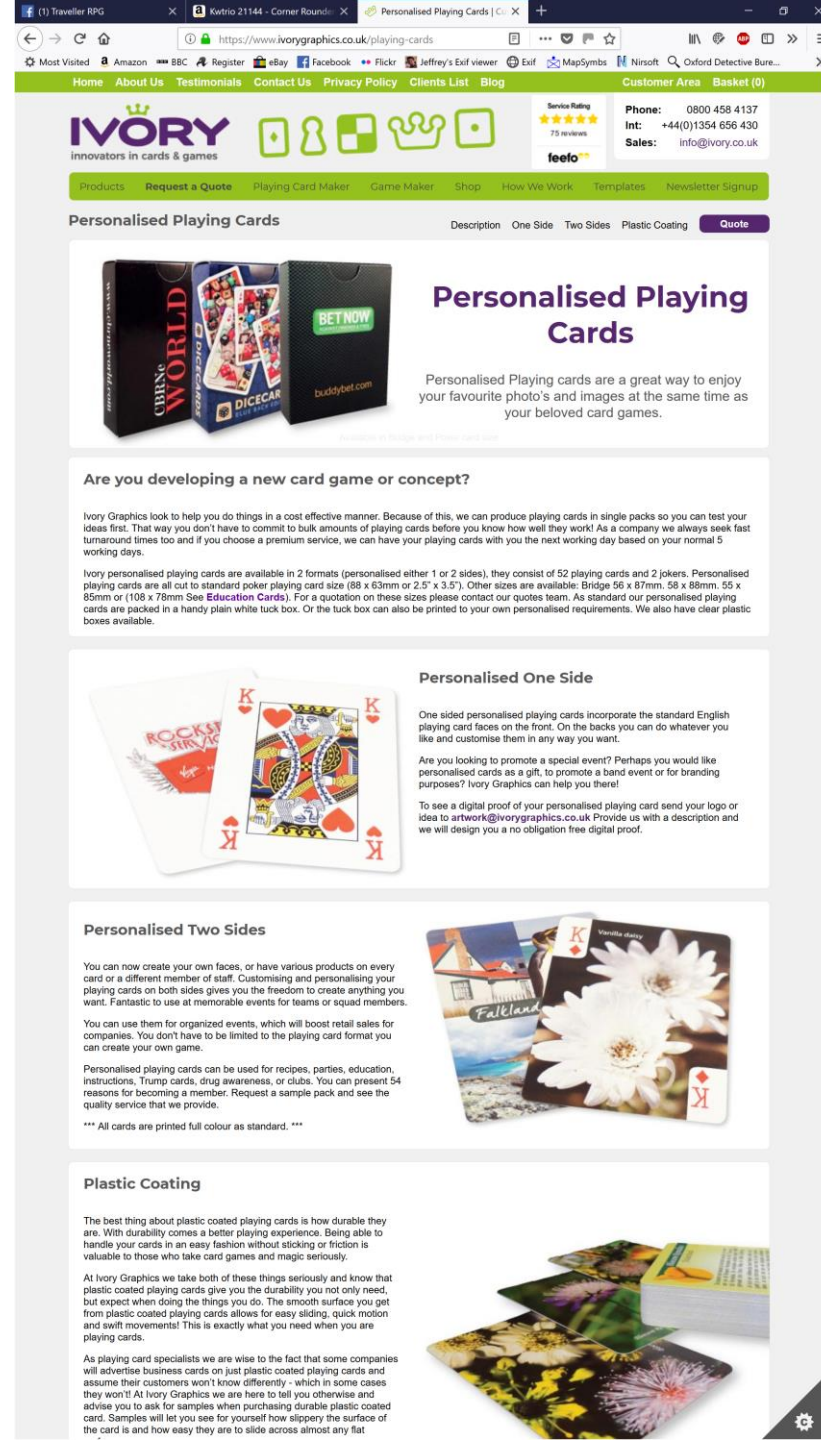 (1) Traveller RPG
Kwtrio 21144 - Corner Rounde
Personalised Playing Cards | Cu
https://www.ivorygraphics.co.uk/playing-cards
Most Visited Amazon BBC Register eBay Facebook Flickr Jeffrey's Exif viewer Exif MapSymbs Nirsoft Oxford Detective Bure...
Home About Us Testimonials Contact Us Privacy Policy Clients List Blog Customer Area Basket (0)
IVORY
innovators in cards & games
Service Rating
75 reviews
feefo
Phone: 0800 458 4137
Int: +44(0)1354 656 430
Sales: info@ivory.co.uk
Products Request a Quote Playing Card Maker Game Maker Shop How We Work Templates Newsletter Signup
Personalised Playing Cards
Description One Side Two Sides Plastic Coating Quote
www.cbrneworld.com
CBRNe
WORLD
DICECARDS
DICECAR
BLUE BACK EDI
BET NOW
buddybet.com
Personalised Playing
Cards
Personalised Playing cards are a great way to enjoy
your favourite photo's and images at the same time as
your beloved card games.
Are you developing a new card game or concept?
Ivory Graphics look to help you do things in a cost effective manner. Because of this, we can produce playing cards in single packs so you can test your
ideas first. That way you don't have to commit to bulk amounts of playing cards before you know how well they work! As a company we always seek fast
turnaround times too and if you choose a premium service, we can have your playing cards with you the next working day based on your normal 5
working days.
Ivory personalised playing cards are available in 2 formats (personalised either 1 or 2 sides), they consist of 52 playing cards and 2 jokers. Personalised
playing cards are all cut to standard poker playing card size (88 x 63mm or 2.5" x 3.5"). Other sizes are available: Bridge 56 x 87mm. 58 x 88mm. 55 x
85mm or (108 x 78mm See Education Cards). For a quotation on these sizes please contact our quotes team. As standard our personalised playing
cards are packed in a handy plain white tuck box. Or the tuck box can also be printed to your own personalised requirements. We also have clear plastic
boxes available.
K
K
Personalised One Side
One sided personalised playing cards incorporate the standard English
playing card faces on the front. On the backs you can do whatever you
like and customise them in any way you want.
Are you looking to promote a special event? Perhaps you would like
personalised cards as a gift, to promote a band event or for branding
purposes? Ivory Graphics can help you there!
To see a digital proof of your personalised playing card send your logo or
idea to artwork@ivorygraphics.co.uk Provide us with a description and
we will design you a no obligation free digital proof.
Personalised Two Sides
You can now create your own faces, or have various products on every
card or a different member of staff. Customising and personalising your
playing cards on both sides gives you the freedom to create anything you
want. Fantastic to use at memorable events for teams or squad members.
You can use them for organized events, which will boost retail sales for
companies. You don't have to be limited to the playing card format you
can create your own game.
Personalised playing cards can be used for recipes, parties, education,
instructions, Trump cards, drug awareness, or clubs. You can present 54
reasons for becoming a member. Request a sample pack and see the
quality service that we provide.
*** All cards are printed full colour as standard. ***
K
Vanilla daisy
Falkland
K
Plastic Coating
The best thing about plastic coated playing cards is how durable they
are. With durability comes a better playing experience. Being able to
handle your cards in an easy fashion without sticking or friction is
valuable to those who take card games and magic seriously.
At Ivory Graphics we take both of these things seriously and know that
plastic coated playing cards give you the durability you not only need,
but expect when doing the things you do. The smooth surface you get
from plastic coated playing cards allows for easy sliding, quick motion
and swift movements! This is exactly what you need when you are
playing cards.
As playing card specialists we are wise to the fact that some companies
will advertise business cards on just plastic coated playing cards and
assume their customers won't know differently - which in some cases
they won't! At Ivory Graphics we are here to tell you otherwise and
advise you to ask for samples when purchasing durable plastic coated
card. Samples will let you see for yourself how slippery the surface of
the card is and how easy they are to slide across almost any flat